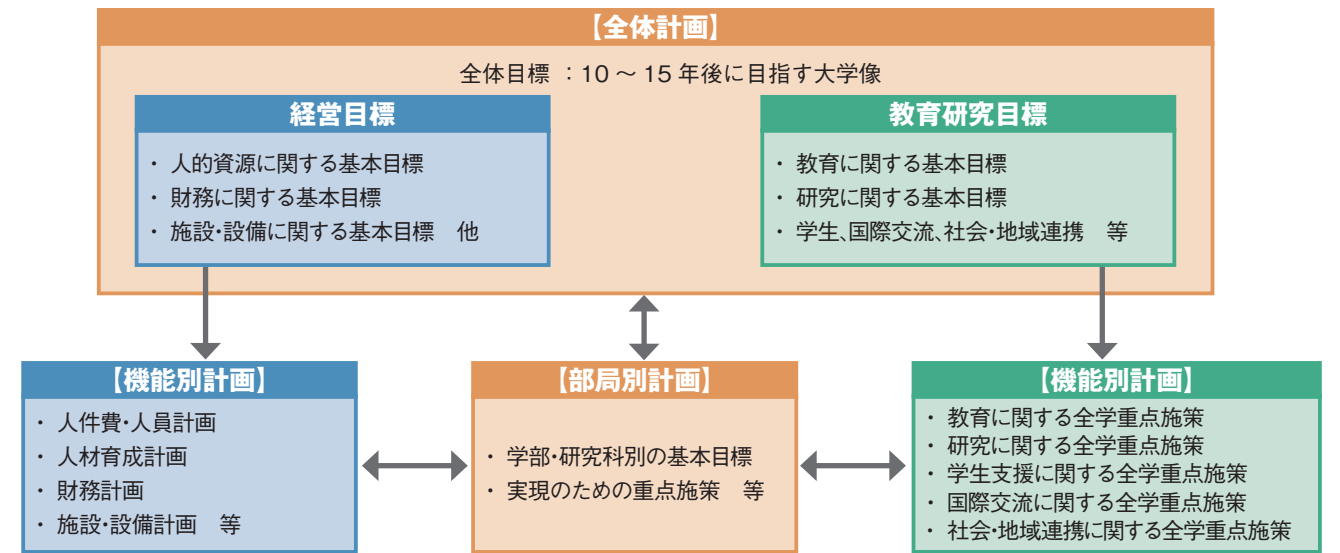 【全体計画】
全体目標 ：10 ～ 15 年後に目指す大学像
経営目標
・ 人的資源に関する基本目標
・ 財務に関する基本目標
・ 施設・設備に関する基本目標　他
教育研究目標
・ 教育に関する基本目標
・ 研究に関する基本目標
・ 学生、国際交流、社会・地域連携　等
【機能別計画】
・ 人件費・人員計画
・ 人材育成計画
・ 財務計画
・ 施設・設備計画　等
【部局別計画】
・ 学部・研究科別の基本目標
・ 実現のための重点施策　等
【機能別計画】
・ 教育に関する全学重点施策
・ 研究に関する全学重点施策
・ 学生支援に関する全学重点施策
・ 国際交流に関する全学重点施策
・ 社会・地域連携に関する全学重点施策